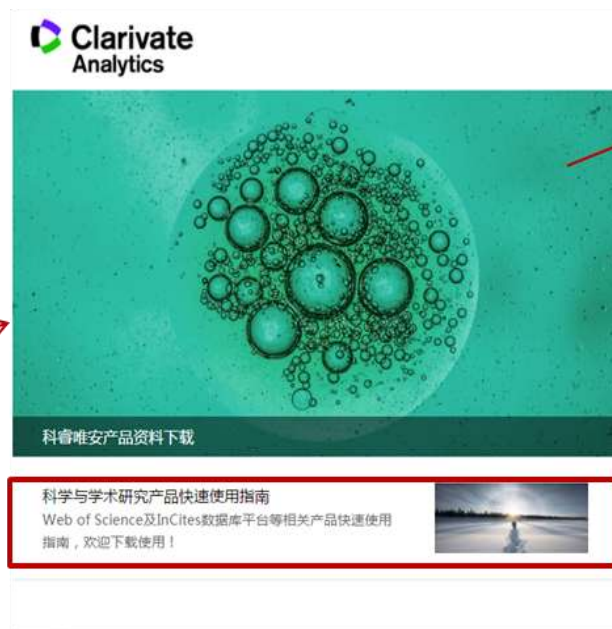 Clarivate
Analytics
科睿唯安产品资料下载
科学与学术研究产品快速使用指南
Web of Science及InCites数据库平台等相关产品快速使用
指南，欢迎下载使用！